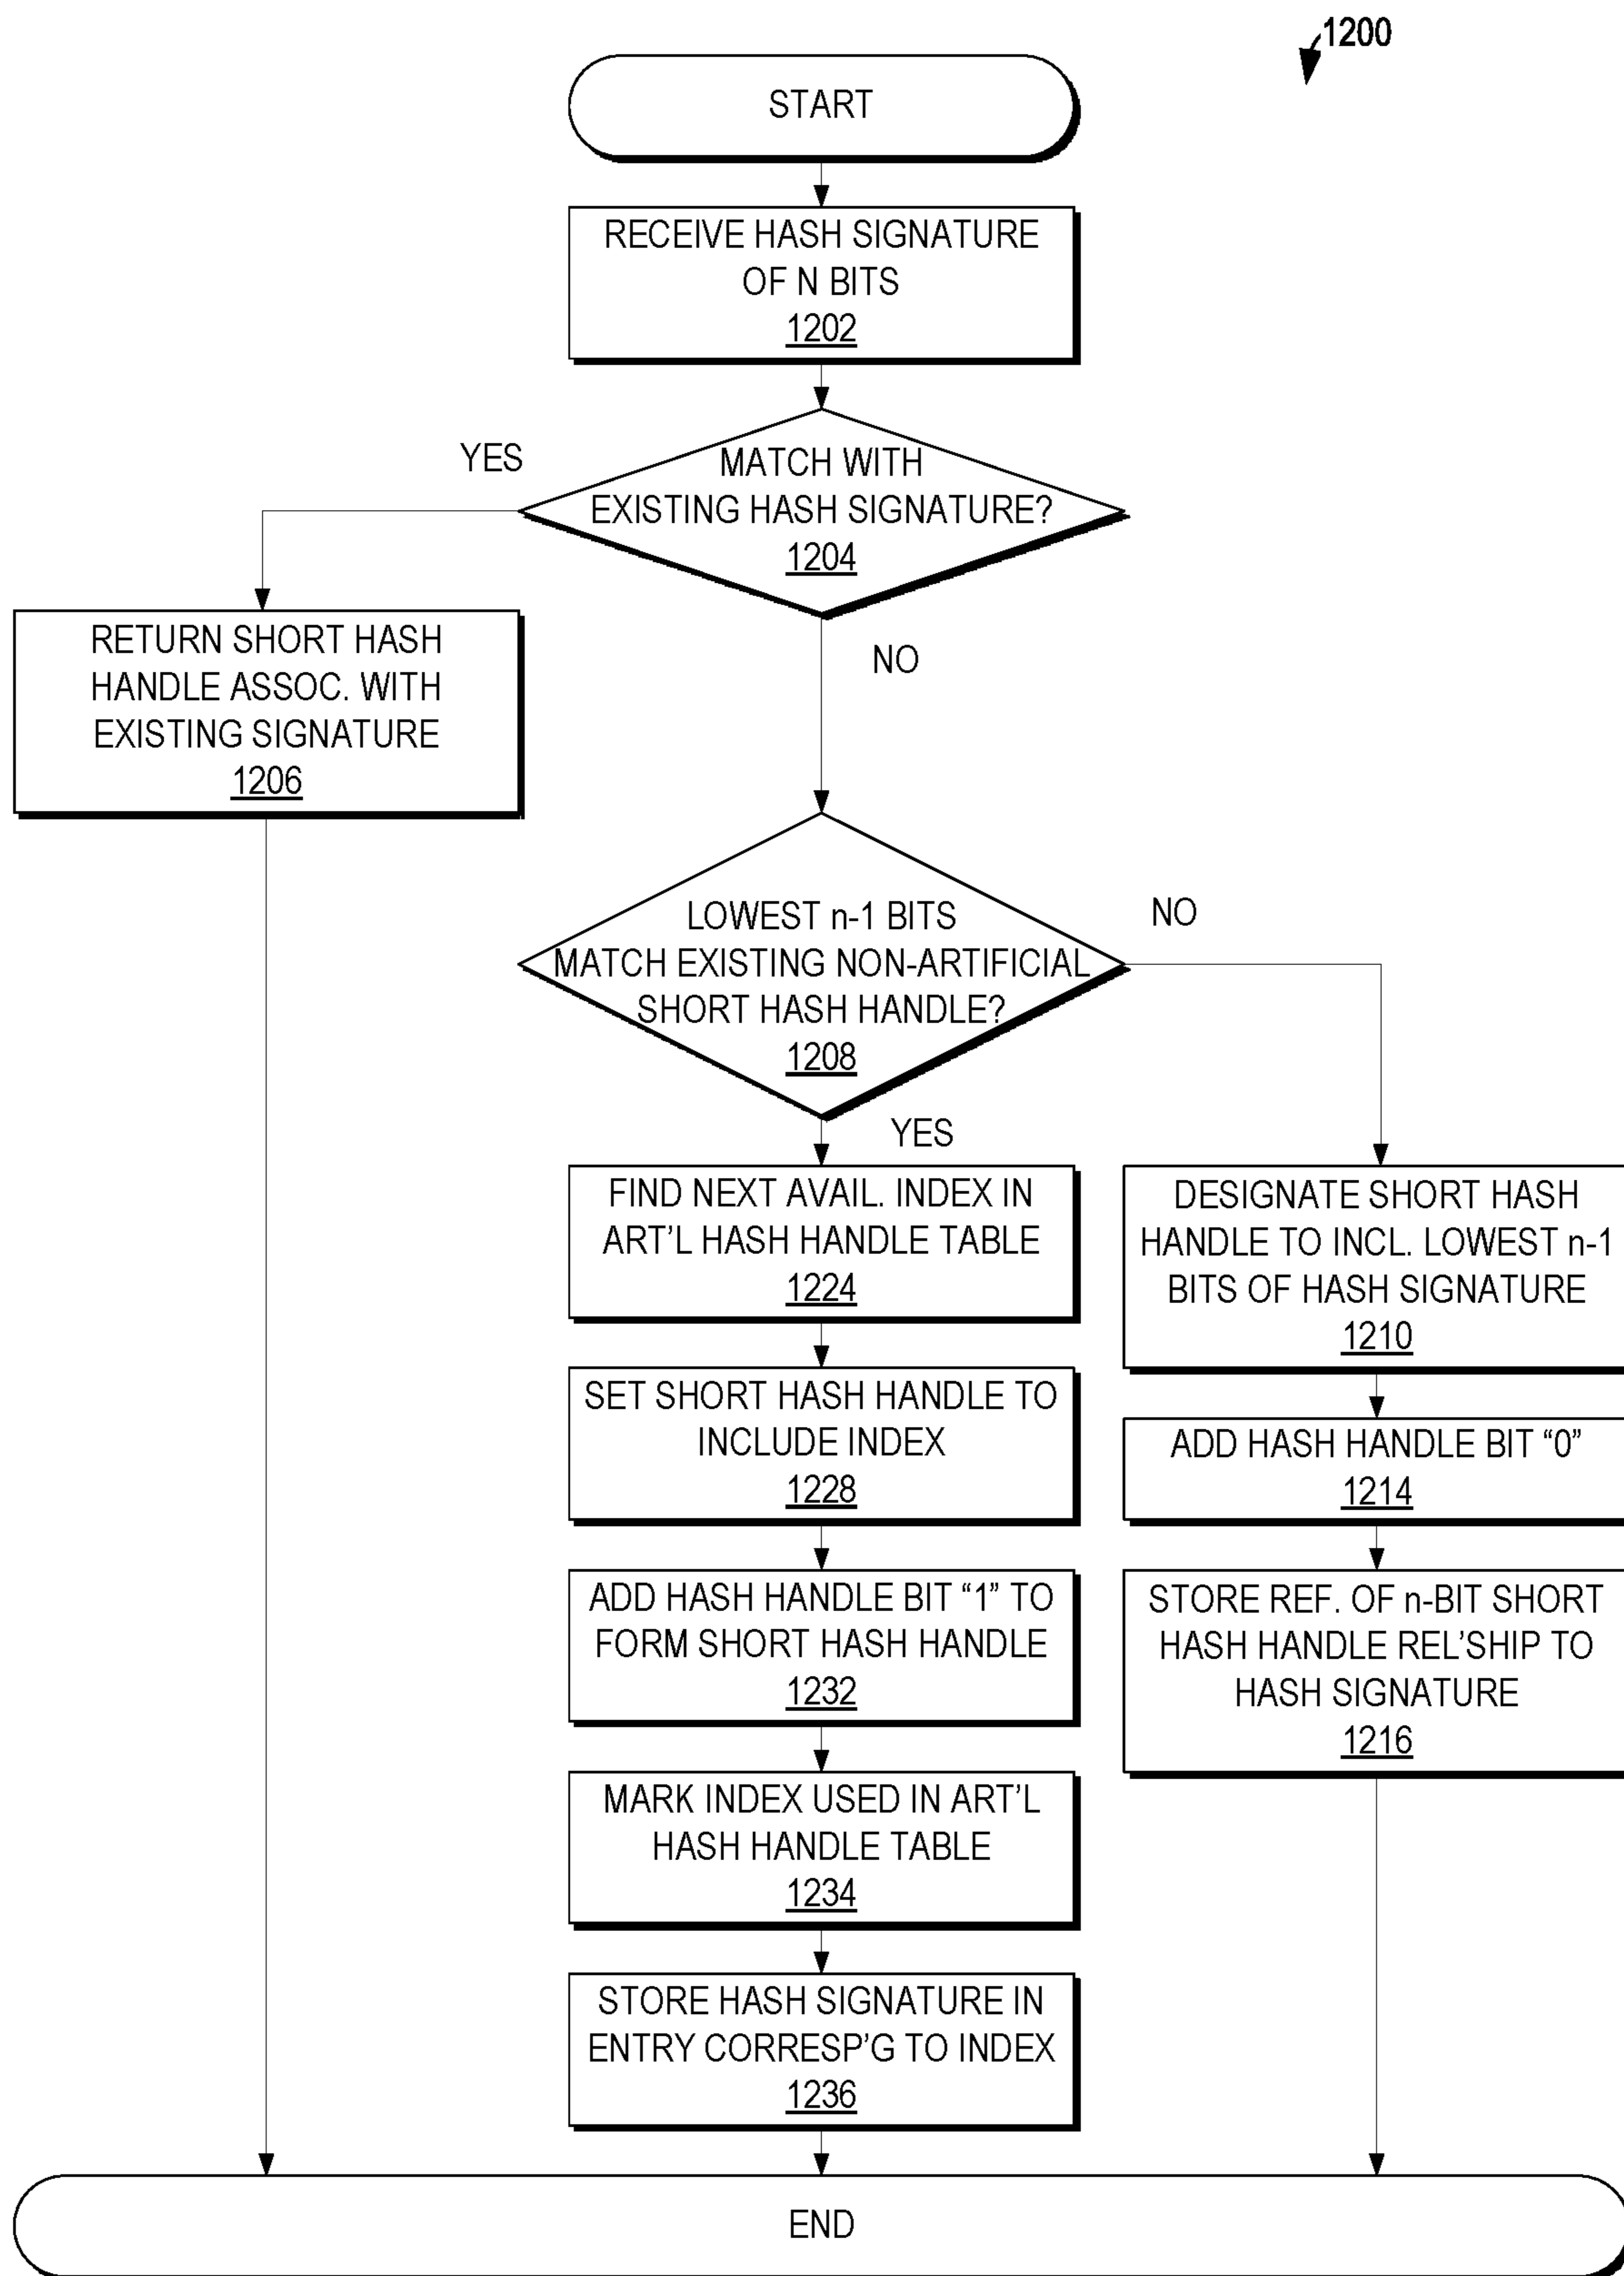 1200
START
RECEIVE HASH SIGNATURE
OF N BITS
1202
YES
MATCH WITH
EXISTING HASH SIGNATURE?
1204
RETURN SHORT HASH
HANDLE ASSOC. WITH
EXISTING SIGNATURE
1206
NO
LOWEST n-1 BITS
MATCH EXISTING NON-ARTIFICIAL
SHORT HASH HANDLE?
1208
NO
YES
FIND NEXT AVAIL. INDEX IN
ART’L HASH HANDLE TABLE
1224
SET SHORT HASH HANDLE TO
INCLUDE INDEX
1228
ADD HASH HANDLE BIT “1” TO
FORM SHORT HASH HANDLE
1232
MARK INDEX USED IN ART’L
HASH HANDLE TABLE
1234
STORE HASH SIGNATURE IN
ENTRY CORRESP’G TO INDEX
1236
DESIGNATE SHORT HASH
HANDLE TO INCL. LOWEST n-1
BITS OF HASH SIGNATURE
1210
ADD HASH HANDLE BIT “0”
1214
STORE REF. OF n-BIT SHORT
HASH HANDLE REL’SHIP TO
HASH SIGNATURE
1216
END